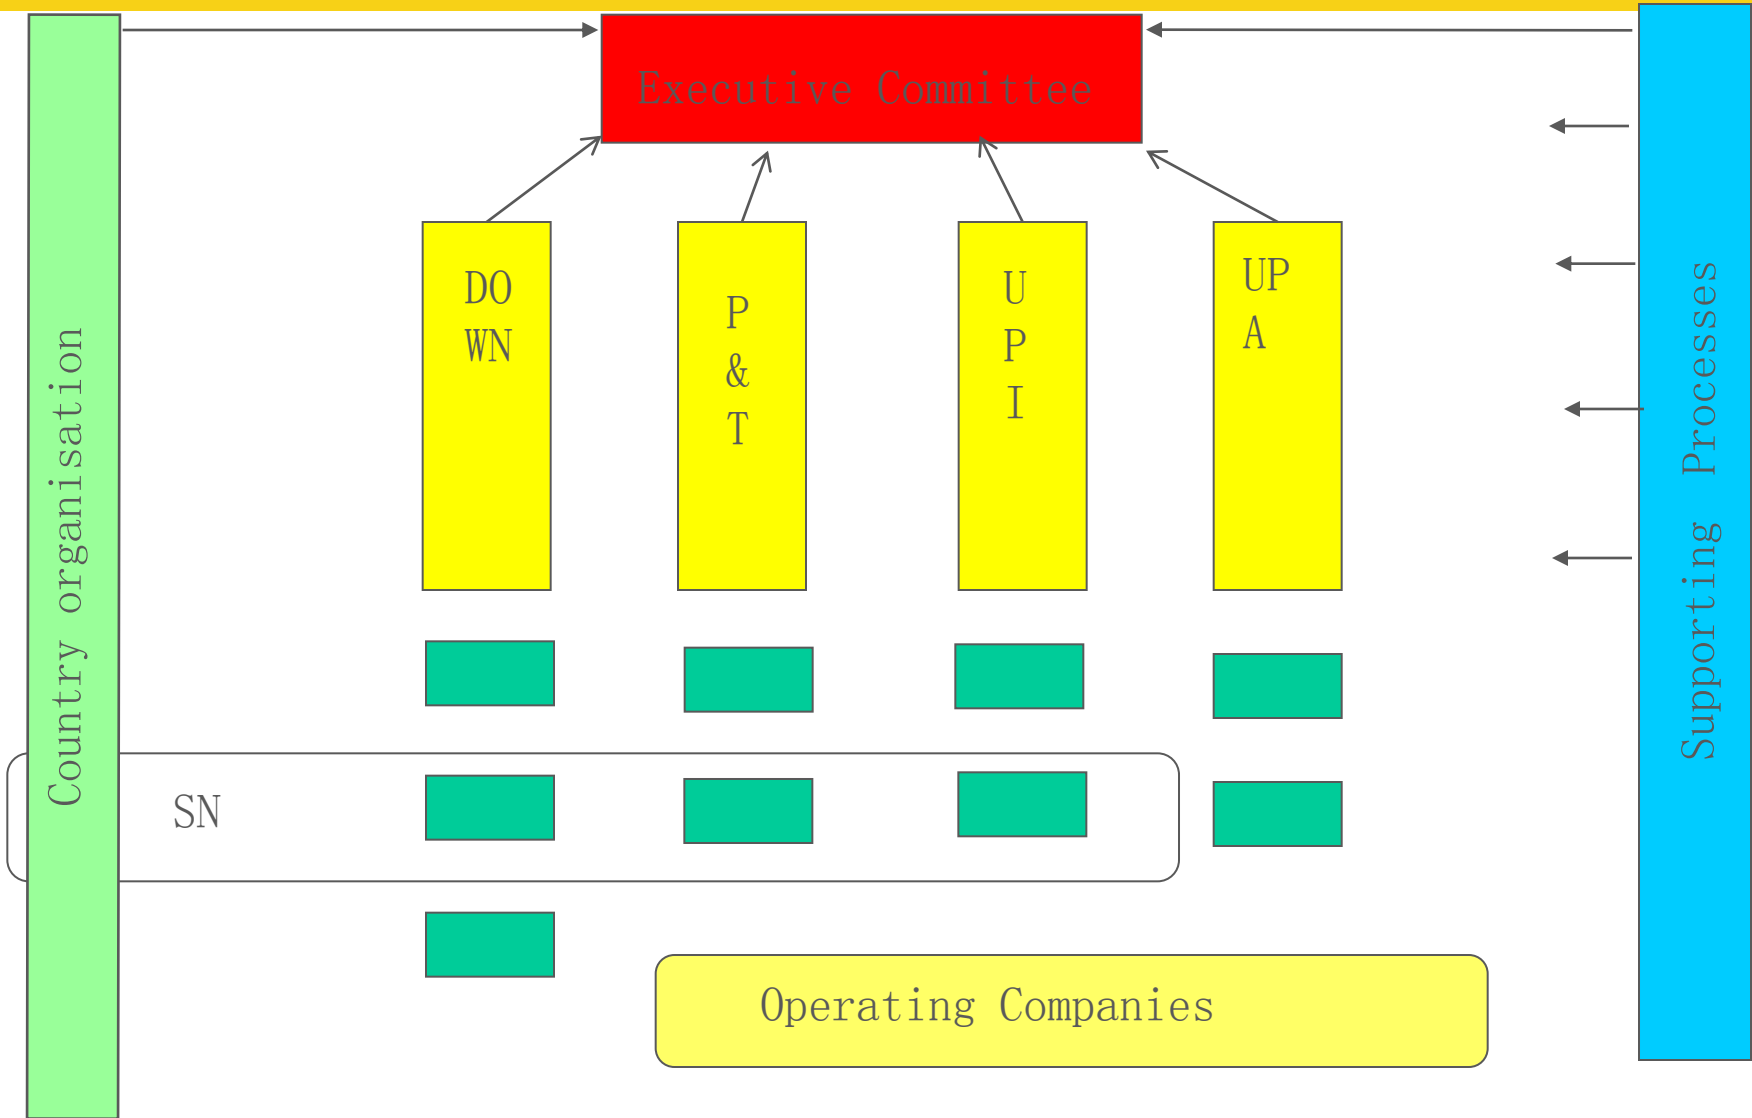 Executive Committee
DO
WN
P
&
T
U
P
I
UP
A
Country organisation
Supporting Processes
SN
Operating Companies